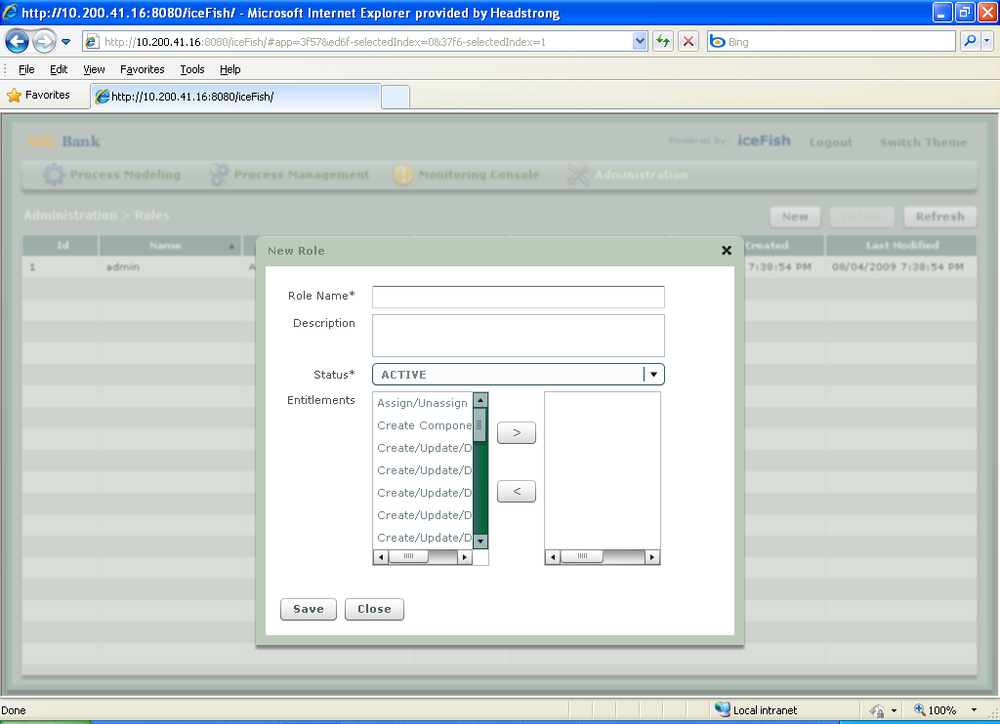 http://10.200.41.16:8080/iceFish/ - Microsoft Internet Explorer provided by Headstrong
http://10.200.41.16:8080/iceFish/#app=3f57&ed6f-selectedIndex=0&37f6-selectedIndex=1
Bing
File Edit View Favorites Tools Help
Favorites http://10.200.41.16:8080/iceFish/
ABC Bank
Powered by: iceFish Logout Switch Theme
Process Modeling Process Management Monitoring Console Administration
Administration > Roles
New Delete Refresh
Id Name Created Last Modified
1 admin A 7:38:54 PM 08/04/2009 7:38:54 PM
New Role
Role Name*
Description
Status* ACTIVE
Entitlements
Assign/Unassign
Create Compone
Create/Update/D
Create/Update/D
Create/Update/D
Create/Update/D
Create/Update/D
>
<
Save Close
Done Local intranet 100%